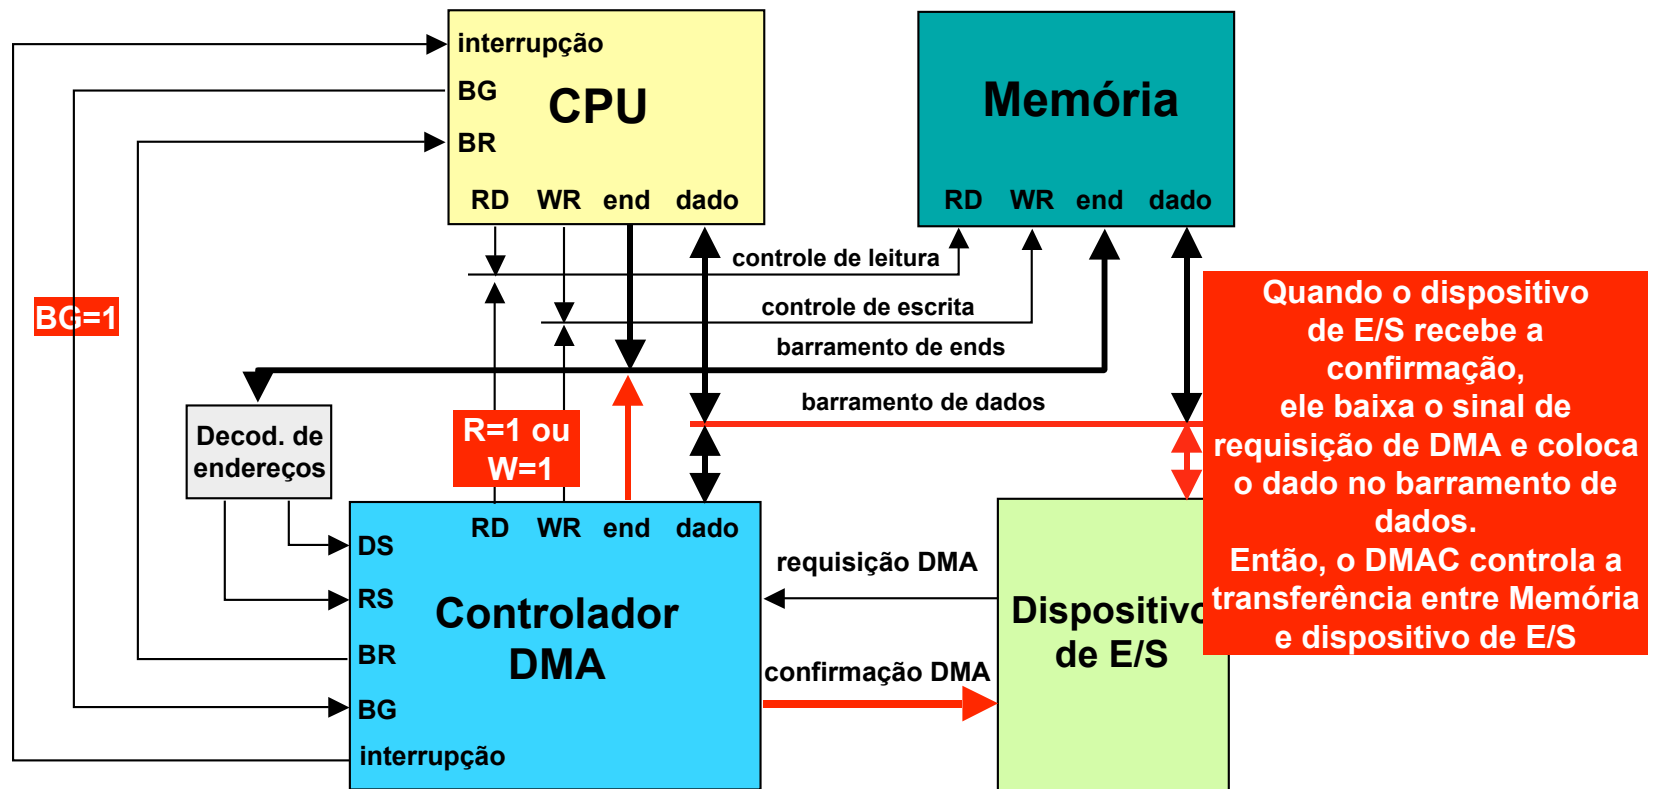 interrupção
BG
CPU
BR
RD WR end dado
Memória
RD WR end dado
controle de leitura
controle de escrita
barramento de ends
barramento de dados
BG=1
R=1 ou
W=1
Decod. de
endereços
Quando o dispositivo
de E/S recebe a
confirmação,
ele baixa o sinal de
requisição de DMA e coloca
o dado no barramento de
dados.
Então, o DMAC controla a
transferência entre Memória
e dispositivo de E/S
RD WR end dado
DS
RS
Controlador
DMA
BR
BG
interrupção
requisição DMA
confirmação DMA
Dispositivo
de E/S